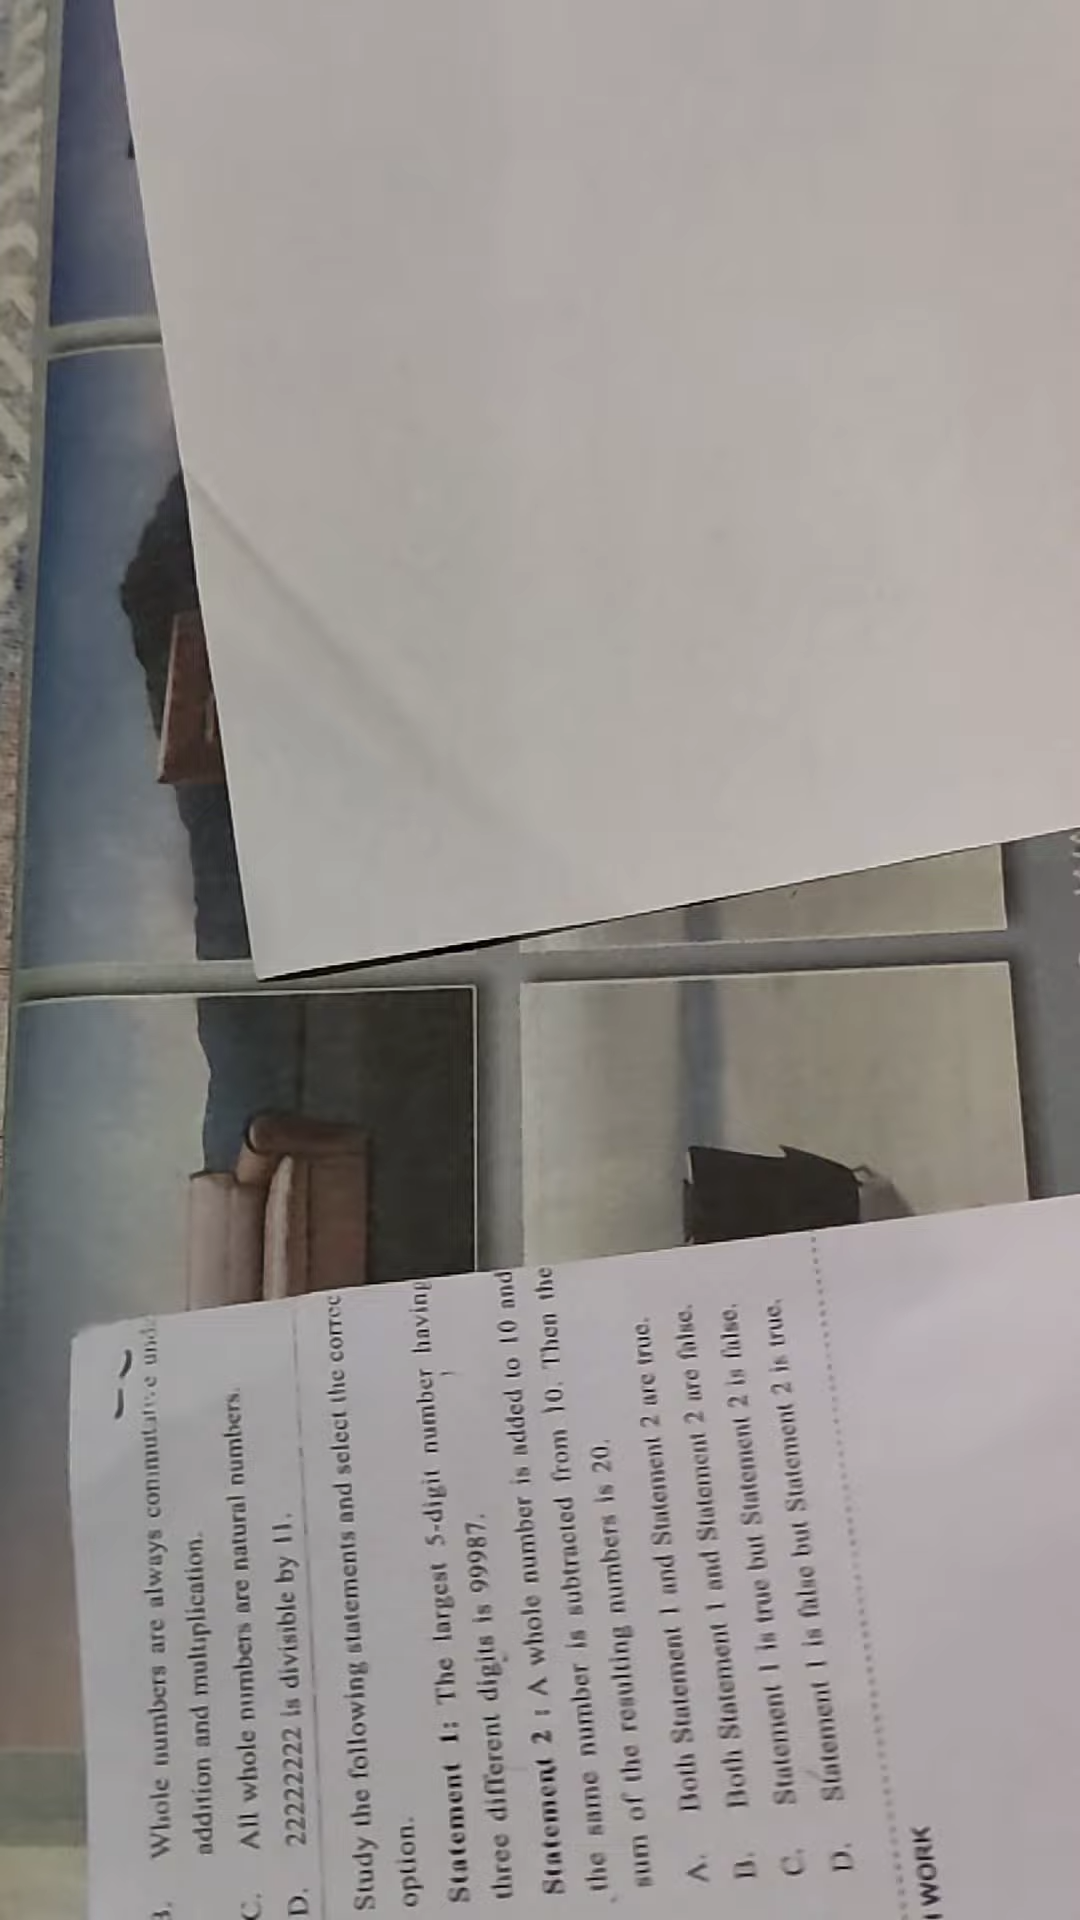 Whole numbers are always commutative
addition and multiplication.
C. All whole numbers are natural numbers.
D. 22222222 is divisible by 11.
Study the following statements and select the correc
option.
Statement 1: The largest 5-digit number having
three different digits is 99987.
Statement 2 : A whole number is added to 10 and
the same number is subtracted from 10. Then the
sum of the resulting numbers is 20.
A. Both Statement 1 and Statement 2 are true.
B. Both Statement 1 and Statement 2 are false.
C. Statement 1 is true but Statement 2 is false.
D. Statement 1 is false but Statement 2 is true.
WORK